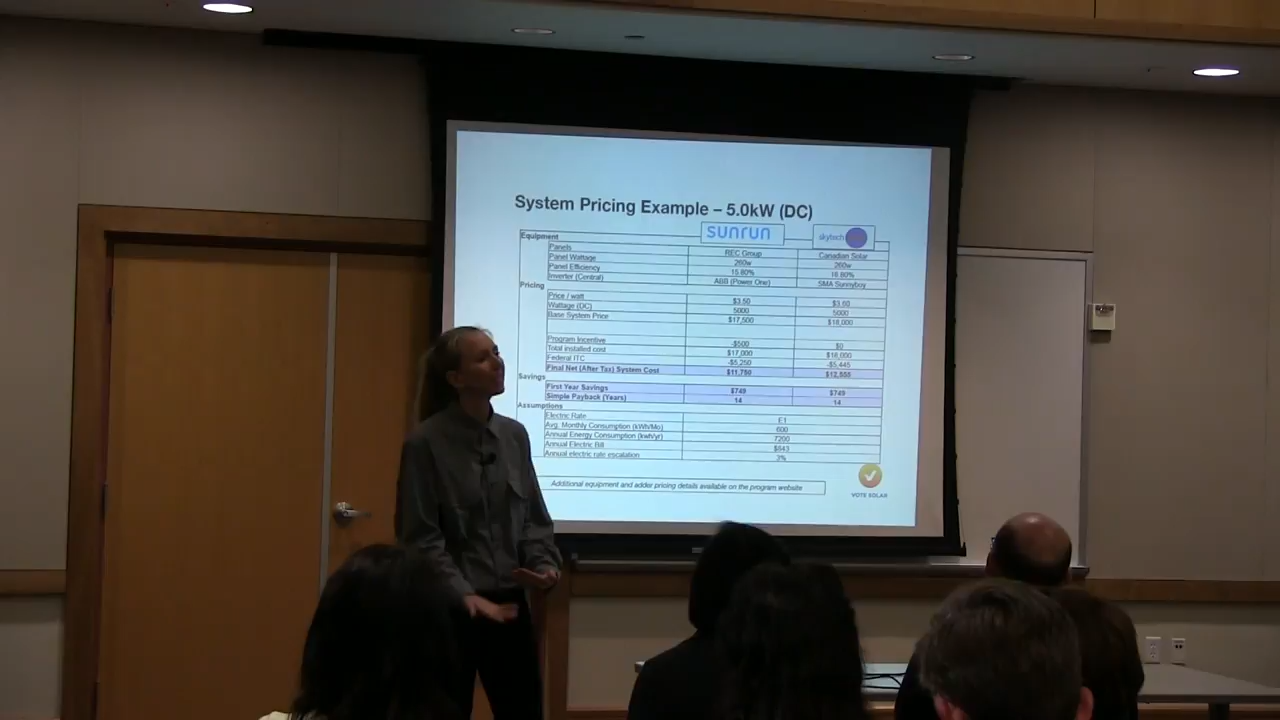 System Pricing Example – 5.0kW (DC)
Equipment sunrun skytech
Panels REC Group Canadian Solar
Panel Wattage 260w 260w
Panel Efficiency 15.80%
Inverter (Central) ABB (Power One) SMA Sunnyboy
Pricing
Price / watt $3.50 $3.60
Wattage (DC) 5000 5000
Base System Price $17,500 $18,000
Program Incentive -$500 $0
Total installed cost $17,000 $18,000
Federal ITC -$5,250 -$5,445
Final Net (After Tax) System Cost $11,750
Savings
First Year Savings $749 $749
Simple Payback (Years) 14 14
Assumptions
Electric Rate E1
Avg. Monthly Consumption (kWh/Mo) 600
Annual Energy Consumption (kwh/yr) 7200
Annual Electric Bill
Annual electric rate escalation 3%
Additional equipment and adder pricing details available on the program website
VOTE SOLAR